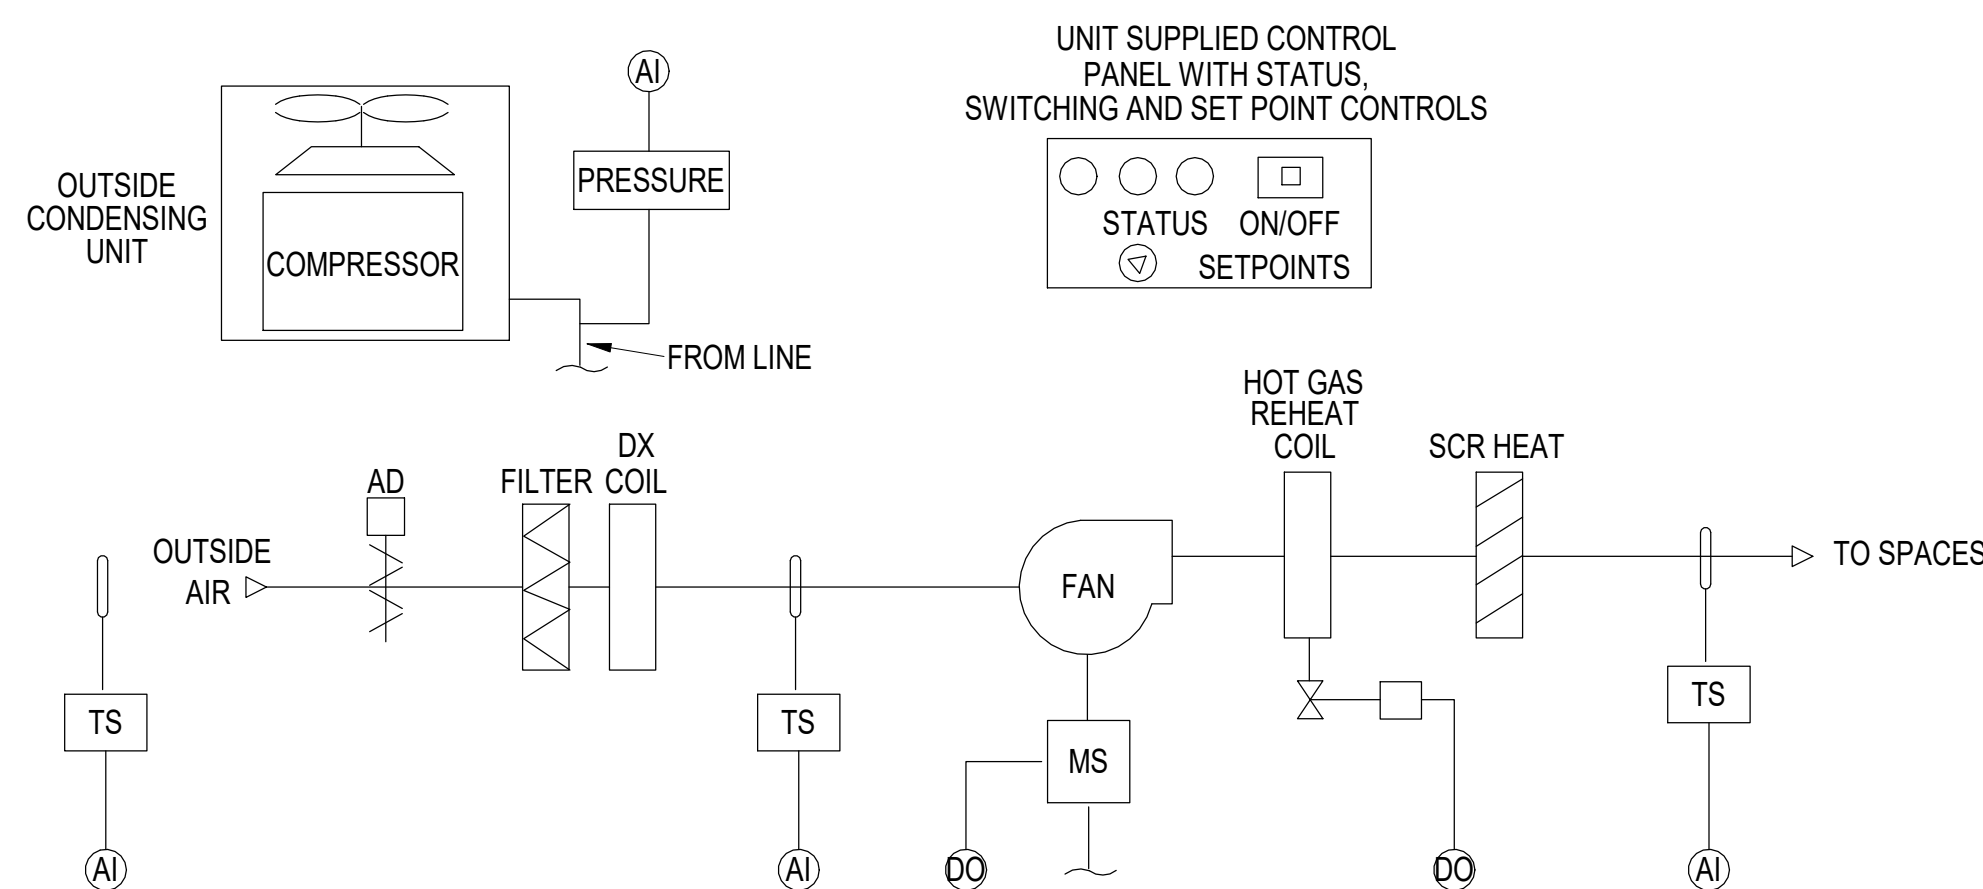 UNIT SUPPLIED CONTROL
PANEL WITH STATUS,
SWITCHING AND SET POINT CONTROLS
AI
PRESSURE
OUTSIDE
CONDENSING
UNIT
COMPRESSOR
STATUS ON/OFF
SETPOINTS
FROM LINE
HOT GAS
REHEAT
COIL
SCR HEAT
AD
FILTER
DX
COIL
OUTSIDE
AIR
FAN
TO SPACES
TS
TS
MS
TS
AI
AI
DO
DO
AI